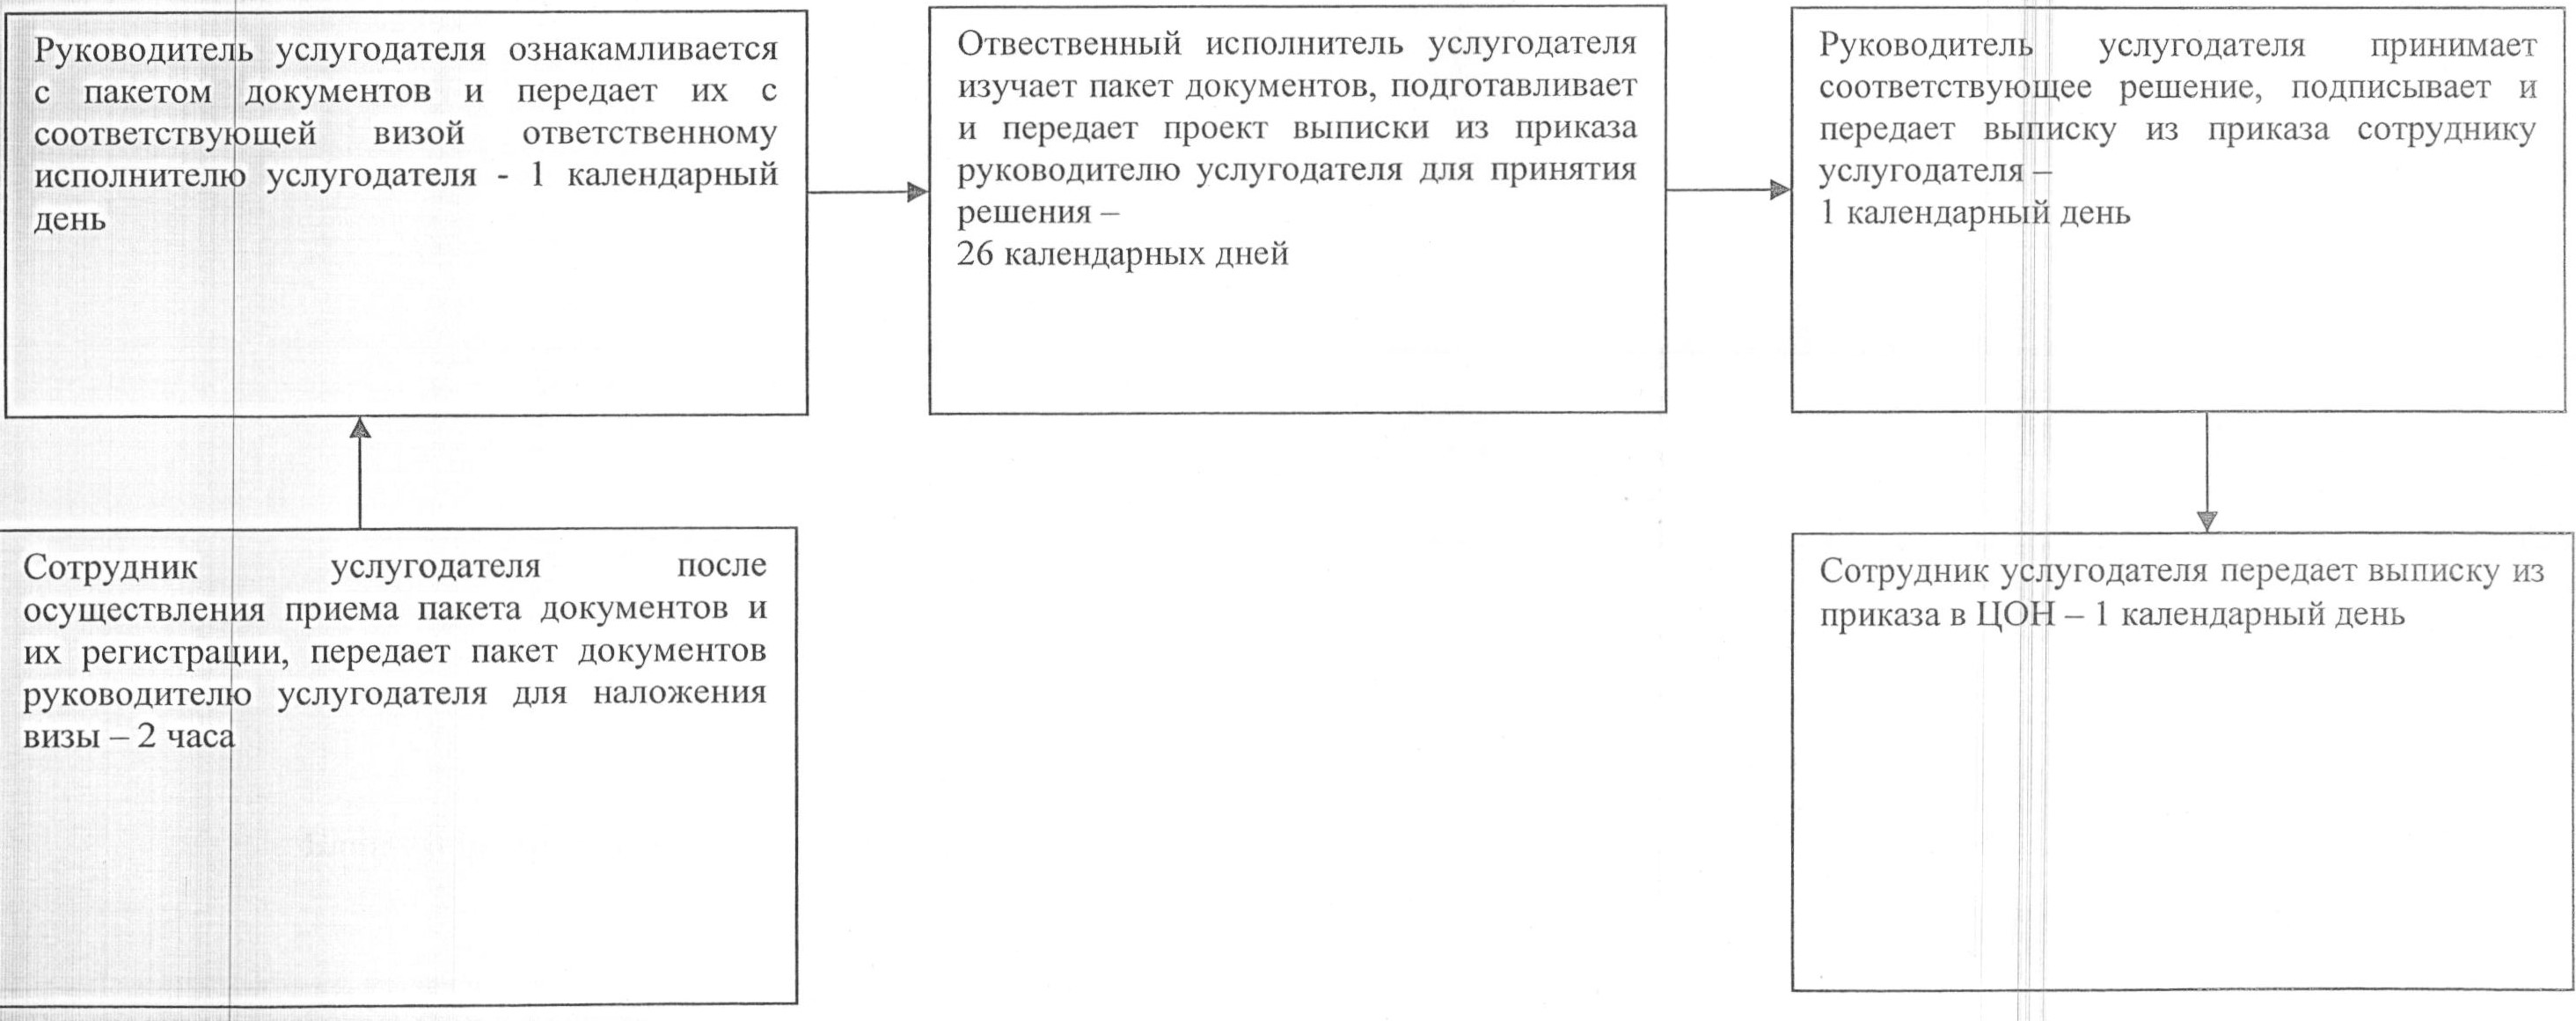 Руководитель услугодателя ознакамливается
с пакетом документов и передает их с
соответствующей визой ответственному
исполнителю услугодателя - 1 календарный
день
Отвественный исполнитель услугодателя
изучает пакет документов, подготавливает
и передает проект выписки из приказа
руководителю услугодателя для принятия
решения –
26 календарных дней
Руководитель услугодателя принимает
соответствующее решение, подписывает и
передает выписку из приказа сотруднику
услугодателя –
1 календарный день
Сотрудник услугодателя после
осуществления приема пакета документов и
их регистрации, передает пакет документов
руководителю услугодателя для наложения
визы – 2 часа
Сотрудник услугодателя передает выписку из
приказа в ЦОН – 1 календарный день